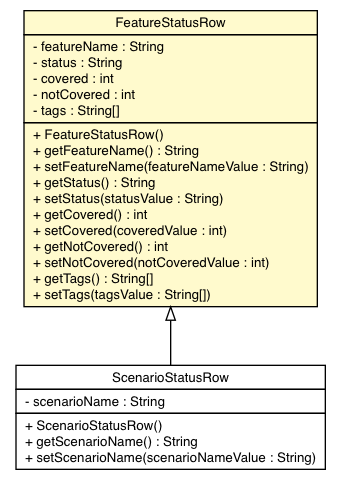 FeatureStatusRow
- featureName : String
- status : String
- covered : int
- notCovered : int
- tags : String[]
+ FeatureStatusRow()
+ getFeatureName() : String
+ setFeatureName(featureNameValue : String)
+ getStatus() : String
+ setStatus(statusValue : String)
+ getCovered() : int
+ setCovered(coveredValue : int)
+ getNotCovered() : int
+ setNotCovered(notCoveredValue : int)
+ getTags() : String[]
+ setTags(tagsValue : String[])
ScenarioStatusRow
- scenarioName : String
+ ScenarioStatusRow()
+ getScenarioName() : String
+ setScenarioName(scenarioNameValue : String)